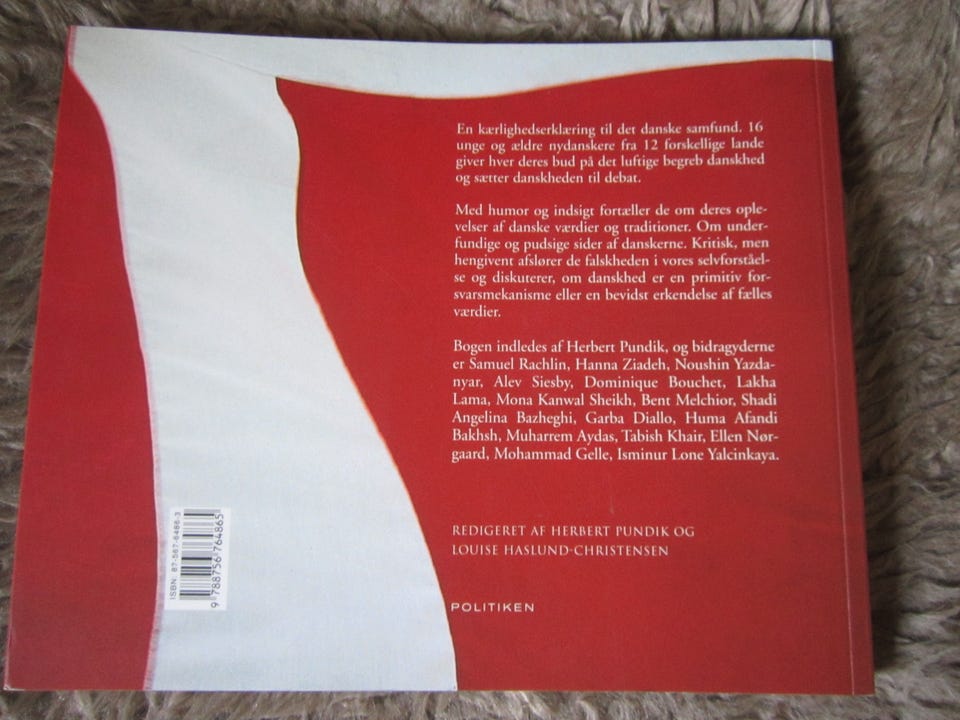 En kærlighedserklæring til det danske samfund. 16
unge og ældre nydanskere fra 12 forskellige lande
giver hver deres bud på det luftige begreb danskhed
og sætter danskheden til debat.
Med humor og indsigt fortæller de om deres ople-
velser af danske værdier og traditioner. Om under-
fundige og pudsige sider af danskerne. Kritisk, men
hengivent afslører de falskheden i vores selvforståel-
se og diskuterer, om danskhed er en primitiv for-
svarsmekanisme eller en bevidst erkendelse af fælles
værdier.
Bogen indledes af Herbert Pundik, og bidragyderne
er Samuel Rachlin, Hanna Ziadeh, Noushin Yazda-
nyar, Alev Siesby, Dominique Bouchet, Lakha
Lama, Mona Kanwal Sheikh, Bent Melchior, Shadi
Angelina Bazheghi, Garba Diallo, Huma Afandi
Bakhsh, Muharrem Aydas, Tabish Khair, Ellen Nør-
gaard, Mohammad Gelle, Isminur Lone Yalcinkaya.
REDIGERET AF HERBERT PUNDIK OG
LOUISE HASLUND-CHRISTENSEN
POLITIKEN
ISBN: 87-567-6486-3
9 788756 764865